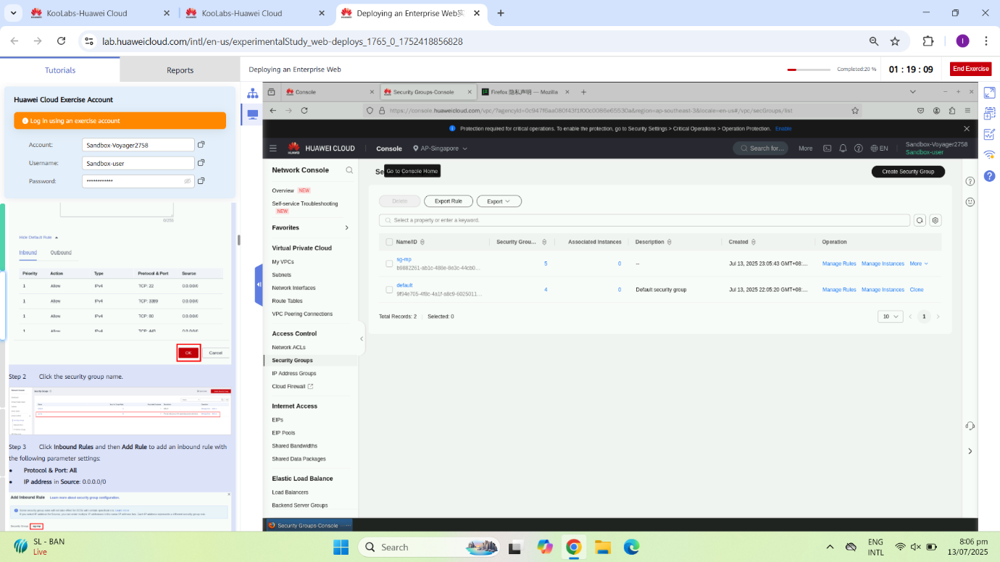 KooLabs-Huawei Cloud
KooLabs-Huawei Cloud
Deploying an Enterprise Web实
lab.huaweicloud.com/intl/en-us/experimentalStudy_web-deploys_1765_0_1752418856828
Tutorials
Reports
Deploying an Enterprise Web
Completed:20 %
01 : 19 : 09
End Exercise
Huawei Cloud Exercise Account
Log in using an exercise account
Account:
Sandbox-Voyager2758
Username:
Sandbox-user
Password:
************
0/255
Hide Default Rule
Inbound
Outbound
Priority Action Type Protocol & Port Source
1 Allow IPv4 TCP: 22 0.0.0.0/0
1 Allow IPv4 TCP: 3389 0.0.0.0/0
1 Allow IPv4 TCP: 80 0.0.0.0/0
1 Allow IPv4 TCP: 443 0.0.0.0/0
OK
Cancel
Step 2 Click the security group name.
Step 3 Click Inbound Rules and then Add Rule to add an inbound rule with
the following parameter settings:
● Protocol & Port: All
● IP address in Source: 0.0.0.0/0
Add Inbound Rule Learn more about security group configuration.
Security Group sg-mp
Console
Security Groups-Console
Firefox 隐私声明 — Mozilla
https://console.huaweicloud.com/vpc/?agencyId=0c947f6aa080f43f1f00c0086e65530a&region=ap-southeast-3&locale=en-us#/vpc/secGroups/list
Protection required for critical operations. To enable the protection, go to Security Settings > Critical Operations > Operation Protection. Enable
HUAWEI CLOUD
Console
AP-Singapore
Search for...
More
EN
Sandbox-Voyager2758
Sandbox-user
Network Console
Overview NEW
Self-service Troubleshooting
NEW
Favorites
Virtual Private Cloud
My VPCs
Subnets
Network Interfaces
Route Tables
VPC Peering Connections
Access Control
Network ACLs
Security Groups
IP Address Groups
Cloud Firewall
Internet Access
EIPs
EIP Pools
Shared Bandwidths
Shared Data Packages
Elastic Load Balance
Load Balancers
Backend Server Groups
Se
Go to Console Home
Create Security Group
Delete
Export Rule
Export
Select a property or enter a keyword.
Name/ID Security Grou... Associated Instances Description Created Operation
sg-mp
b9882261-ab1c-488e-8e3c-44cb0...
5 0 -- Jul 13, 2025 23:05:43 GMT+08:... Manage Rules Manage Instances More
default
9f94e705-4f8c-4a1f-a8c9-6025011...
4 0 Default security group Jul 13, 2025 22:05:20 GMT+08:... Manage Rules Manage Instances Clone
Total Records: 2 Selected: 0
10
1
Security Groups-Console
SL - BAN
Live
Search
ENG
INTL
8:06 pm
13/07/2025